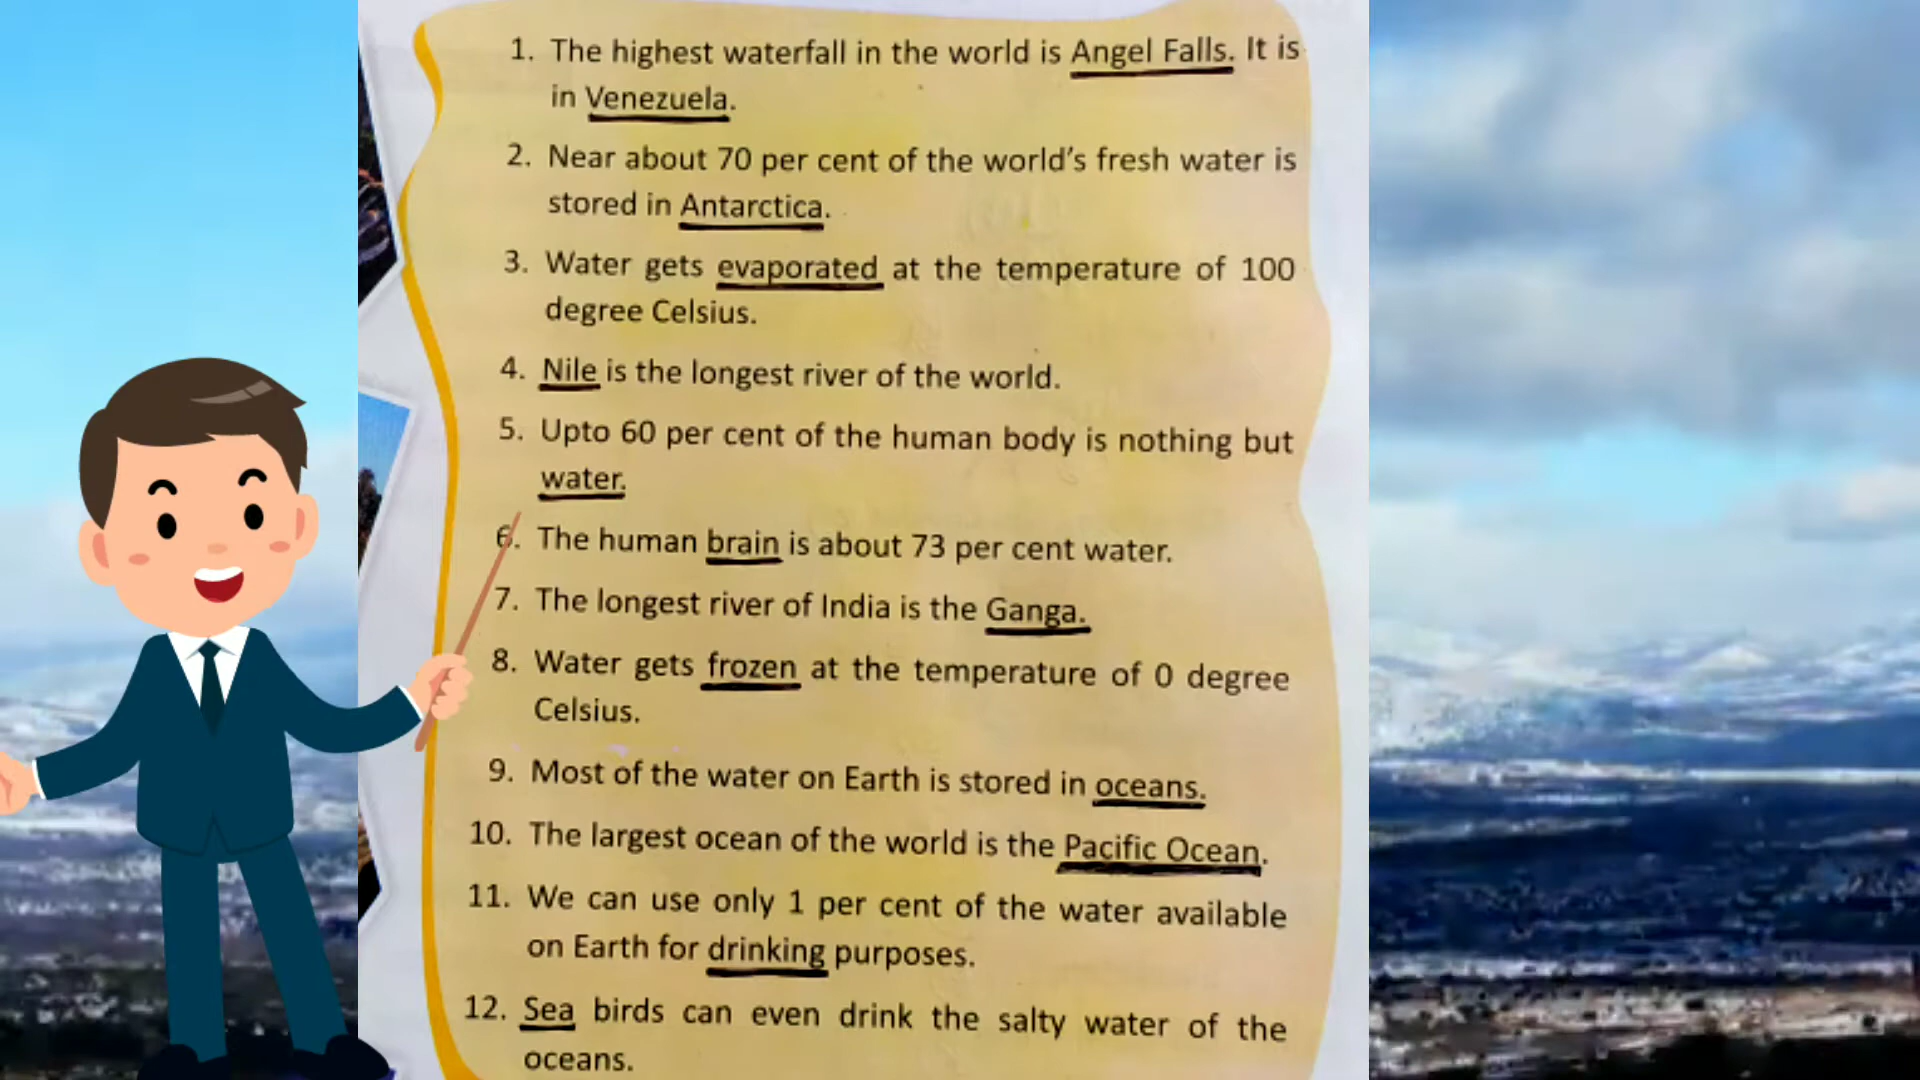 1. The highest waterfall in the world is Angel Falls. It is
in Venezuela.
2. Near about 70 per cent of the world's fresh water is
stored in Antarctica.
3. Water gets evaporated at the temperature of 100
degree Celsius.
4. Nile is the longest river of the world.
5. Upto 60 per cent of the human body is nothing but
water.
6. The human brain is about 73 per cent water.
7. The longest river of India is the Ganga.
8. Water gets frozen at the temperature of 0 degree
Celsius.
9. Most of the water on Earth is stored in oceans.
10. The largest ocean of the world is the Pacific Ocean.
11. We can use only 1 per cent of the water available
on Earth for drinking purposes.
12. Sea birds can even drink the salty water of the
oceans.